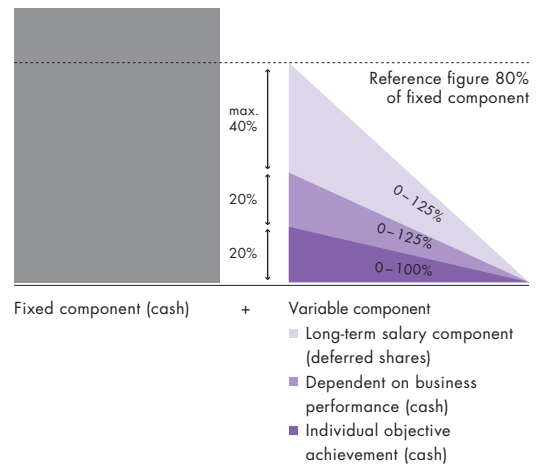 Reference figure 80%
of fixed component
max.
40%
20%
20%
0–125%
0–125%
0–100%
Fixed component (cash)
+
Variable component
Long-term salary component
(deferred shares)
Dependent on business
performance (cash)
Individual objective
achievement (cash)